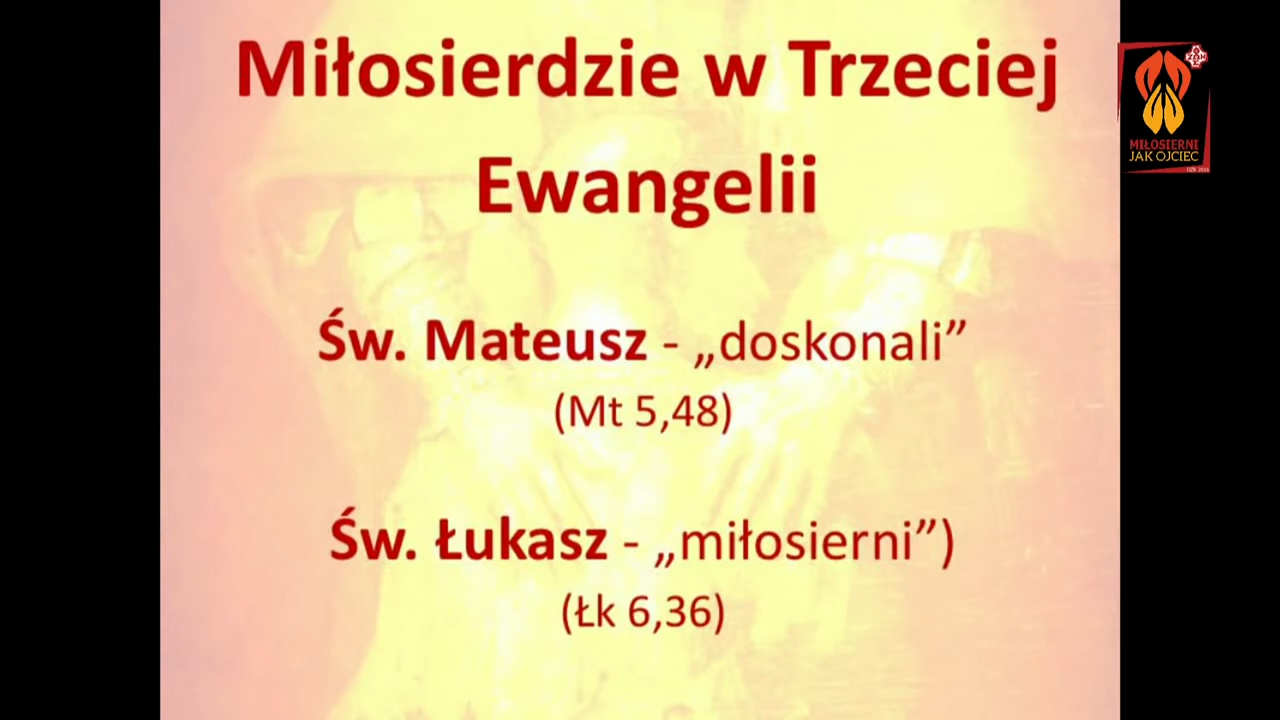 Miłosierdzie w Trzeciej
Ewangelii
Św. Mateusz - „doskonali”
(Mt 5,48)
Św. Łukasz - „miłosierni”)
(Łk 6,36)
MIŁOSIERNI
JAK OJCIEC